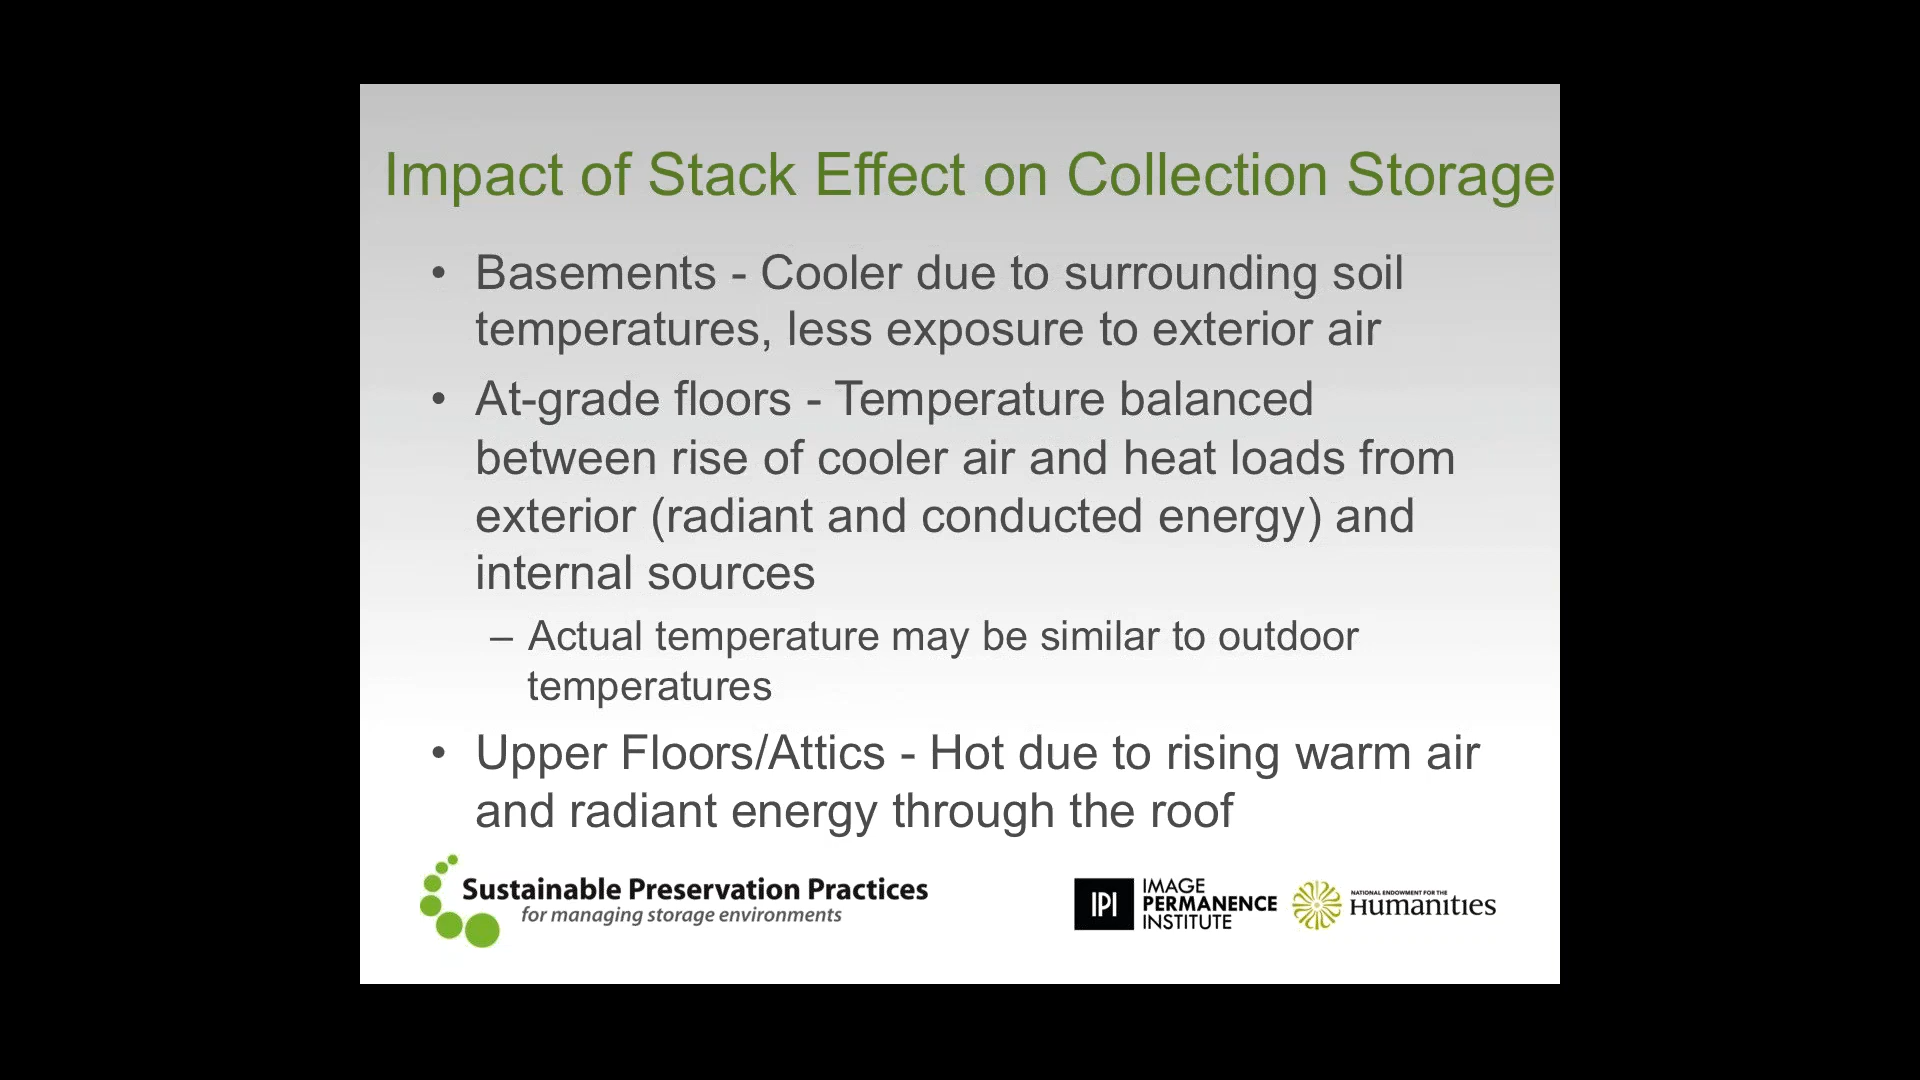 Impact of Stack Effect on Collection Storage
• Basements - Cooler due to surrounding soil
temperatures, less exposure to exterior air
• At-grade floors - Temperature balanced
between rise of cooler air and heat loads from
exterior (radiant and conducted energy) and
internal sources
– Actual temperature may be similar to outdoor
temperatures
• Upper Floors/Attics - Hot due to rising warm air
and radiant energy through the roof
Sustainable Preservation Practices
for managing storage environments
IPI
IMAGE
PERMANENCE
INSTITUTE
NATIONAL ENDOWMENT FOR THE
Humanities